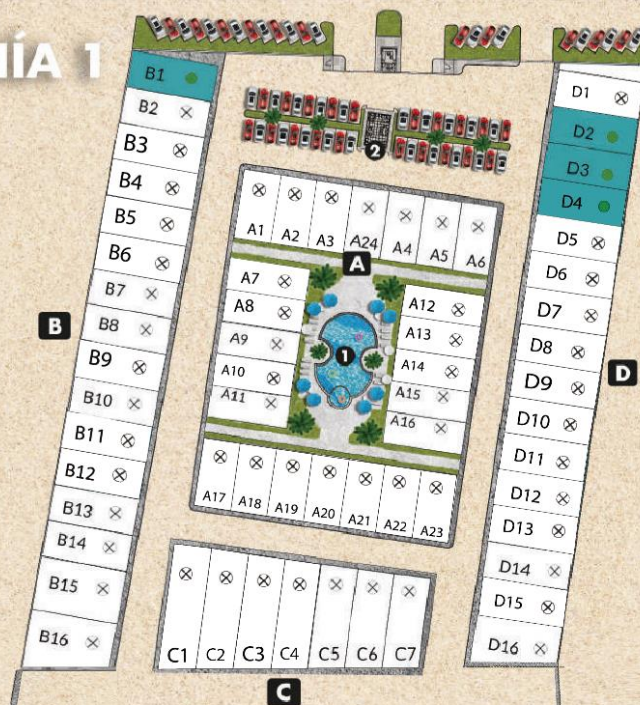 ÍA 1
B1
B2
B3
B4
B5
B6
B7
B8
B9
B10
B11
B12
B13
B14
B15
B16
B
2
A1 A2 A3 A24 A4 A5 A6
A
A7
A8
A9
A10
A11
1
A12
A13
A14
A15
A16
A17 A18 A19 A20 A21 A22 A23
C1 C2 C3 C4 C5 C6 C7
C
D1
D2
D3
D4
D5
D6
D7
D8
D9
D10
D11
D12
D13
D14
D15
D16
D